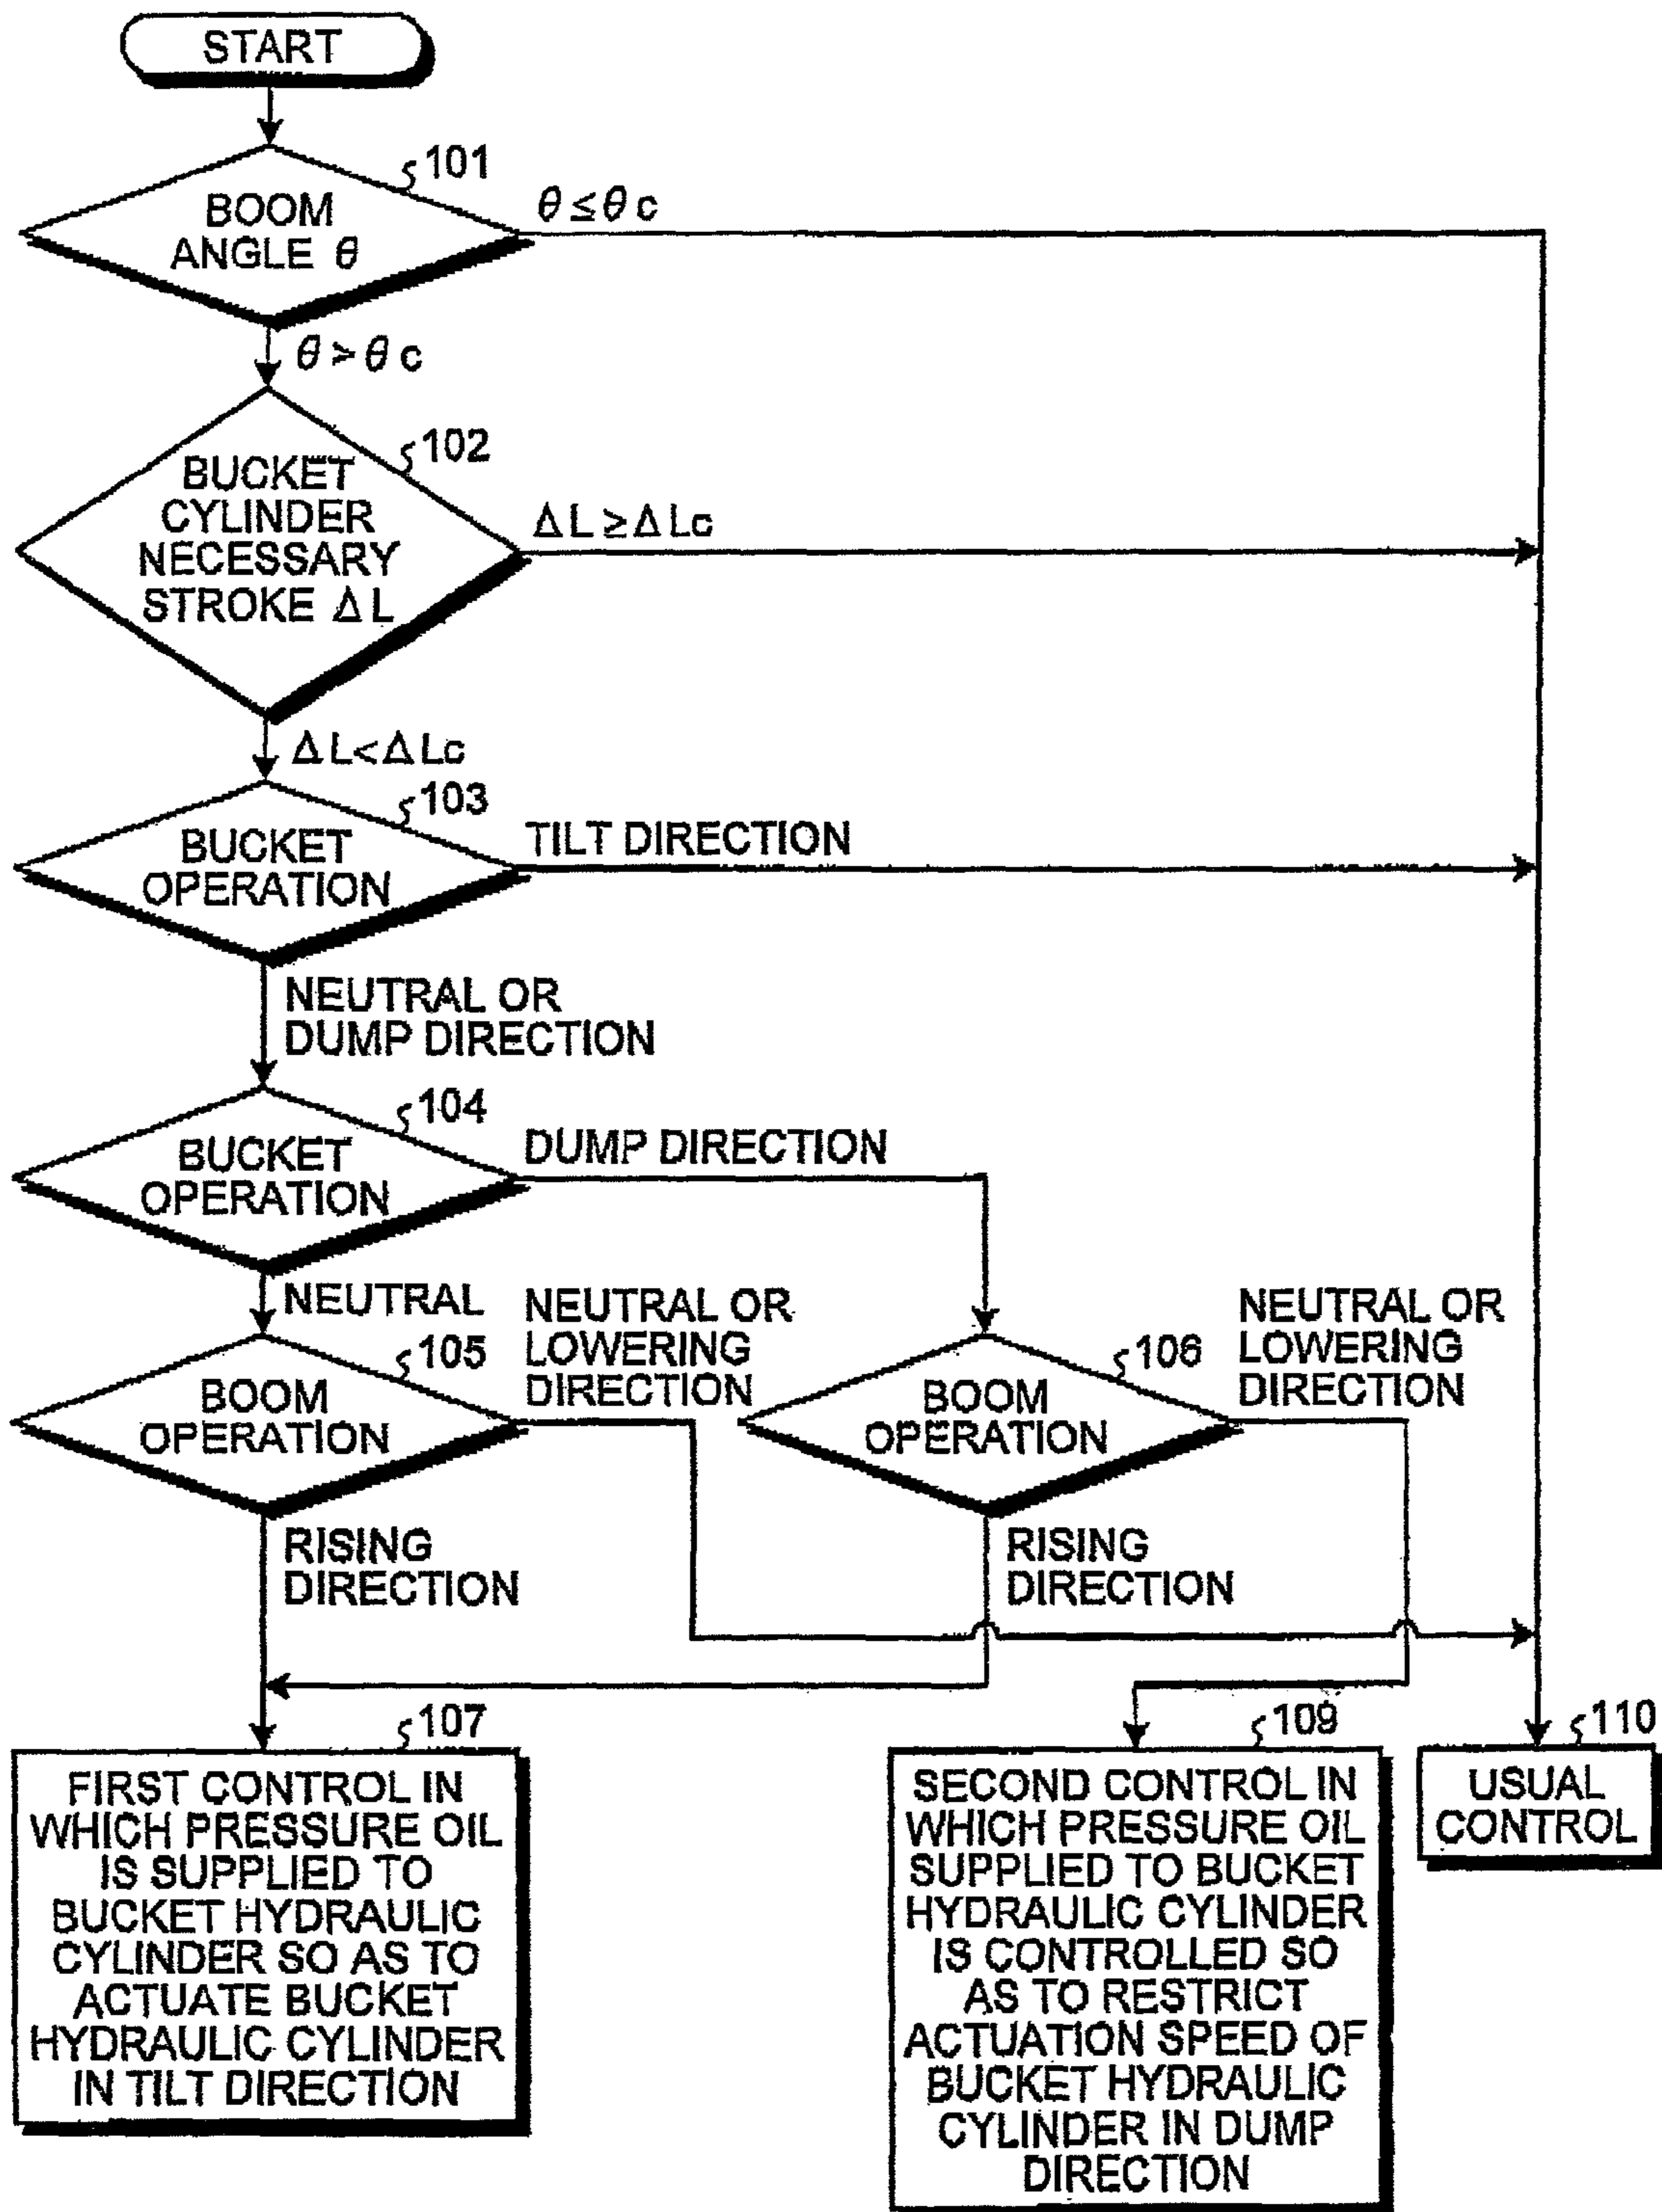 START
101
BOOM
ANGLE θ
θ ≤ θc
θ > θc
102
BUCKET
CYLINDER
NECESSARY
STROKE ΔL
ΔL ≥ ΔLc
ΔL < ΔLc
103
BUCKET
OPERATION
TILT DIRECTION
NEUTRAL OR
DUMP DIRECTION
104
BUCKET
OPERATION
DUMP DIRECTION
NEUTRAL
105
BOOM
OPERATION
NEUTRAL OR
LOWERING
DIRECTION
106
BOOM
OPERATION
NEUTRAL OR
LOWERING
DIRECTION
RISING
DIRECTION
RISING
DIRECTION
107
FIRST CONTROL IN
WHICH PRESSURE OIL
IS SUPPLIED TO
BUCKET HYDRAULIC
CYLINDER SO AS TO
ACTUATE BUCKET
HYDRAULIC CYLINDER
IN TILT DIRECTION
109
SECOND CONTROL IN
WHICH PRESSURE OIL
SUPPLIED TO BUCKET
HYDRAULIC CYLINDER
IS CONTROLLED SO
AS TO RESTRICT
ACTUATION SPEED OF
BUCKET HYDRAULIC
CYLINDER IN DUMP
DIRECTION
110
USUAL
CONTROL